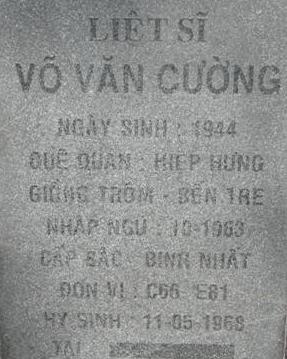 LIỆT SĨ
VÕ VĂN CƯỜNG
NGÀY SINH : 1944
QUÊ QUÁN : HIỆP HƯNG
GIỒNG TRÔM - BẾN TRE
NHẬP NGŨ : 10-1963
CẤP BẬC : BINH NHẤT
ĐƠN VỊ : C66 E81
HY SINH : 11-05-1968
TẠI :